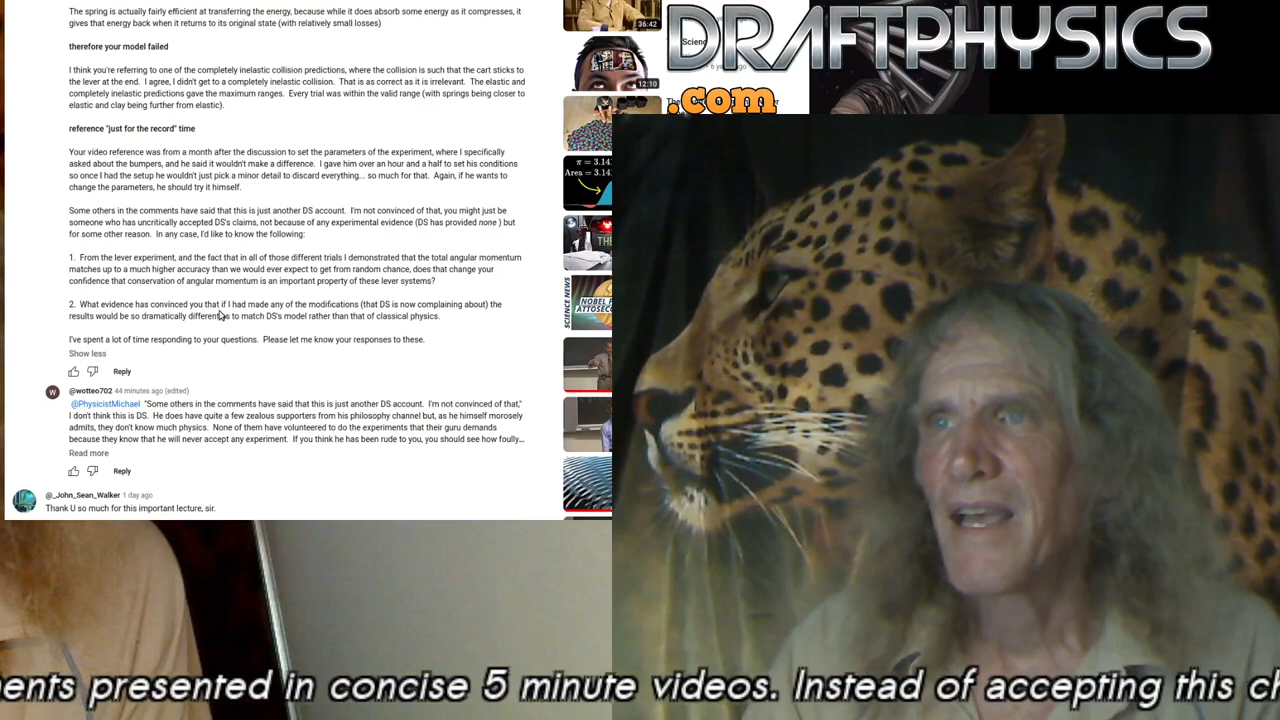 The spring is actually fairly efficient at transferring the energy, because while it does absorb some energy as it compresses, it
gives that energy back when it returns to its original state (with relatively small losses)
therefore your model failed
I think you're referring to one of the completely inelastic collision predictions, where the collision is such that the cart sticks to
the lever at the end. I agree, I didn't get to a completely inelastic collision. That is as correct as it is irrelevant. The elastic and
completely inelastic predictions gave the maximum ranges. Every trial was within the valid range (with springs being closer to
elastic and clay being further from elastic).
reference "just for the record" time
Your video reference was from a month after the discussion to set the parameters of the experiment, where I specifically
asked about the bumpers, and he said it wouldn't make a difference. I gave him over an hour and a half to set his conditions
so once I had the setup he wouldn't just pick a minor detail to discard everything... so much for that. Again, if he wants to
change the parameters, he should try it himself.
Some others in the comments have said that this is just another DS account. I'm not convinced of that, you might just be
someone who has uncritically accepted DS's claims, not because of any experimental evidence (DS has provided none ) but
for some other reason. In any case, I'd like to know the following:
1. From the lever experiment, and the fact that in all of those different trials I demonstrated that the total angular momentum
matches up to a much higher accuracy than we would ever expect to get from random chance, does that change your
confidence that conservation of angular momentum is an important property of these lever systems?
2. What evidence has convinced you that if I had made any of the modifications (that DS is now complaining about) the
results would be so dramatically different as to match DS's model rather than that of classical physics.
I've spent a lot of time responding to your questions. Please let me know your responses to these.
Show less
Reply
W
@wotteo702 44 minutes ago (edited)
@PhysicistMichael "Some others in the comments have said that this is just another DS account. I'm not convinced of that,"
I don't think this is DS. He does have quite a few zealous supporters from his philosophy channel but, as he himself morosely
admits, they don't know much physics. None of them have volunteered to do the experiments that their guru demands
because they know that he will never accept any experiment. If you think he has been rude to you, you should see how foully...
Read more
Reply
@_John_Sean_Walker 1 day ago
Thank U so much for this important lecture, sir.
36:42
12:10
π = 3.14
Area = 3.14
THE
SCIENCE NEWS
NOBEL
ATTOSEC
Scienc
DRAFTPHYSICS
.com
ents presented in concise 5 minute videos. Instead of accepting this ch